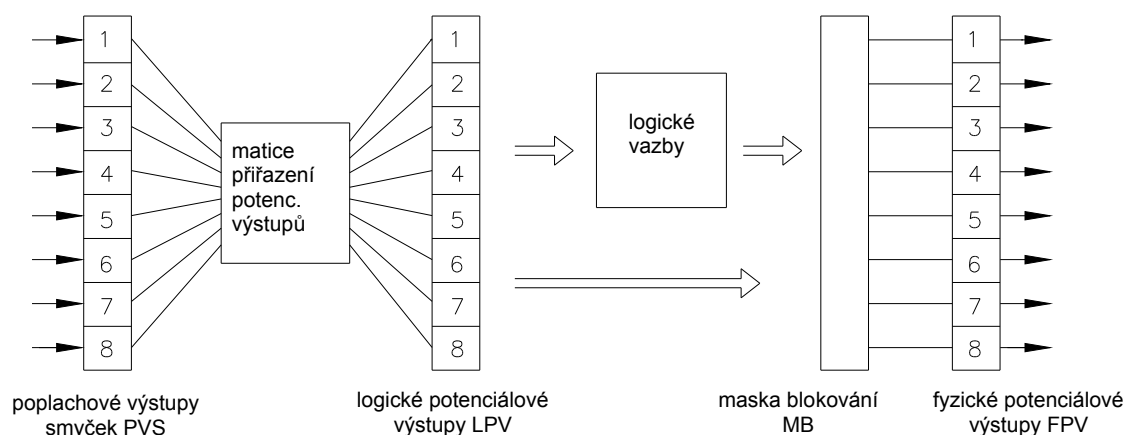 1
2
3
4
5
6
7
8
matice
přiřazení
potenc.
výstupů
1
2
3
4
5
6
7
8
logické
vazby
1
2
3
4
5
6
7
8
poplachové výstupy
smyček PVS
logické potenciálové
výstupy LPV
maska blokování
MB
fyzické potenciálové
výstupy FPV